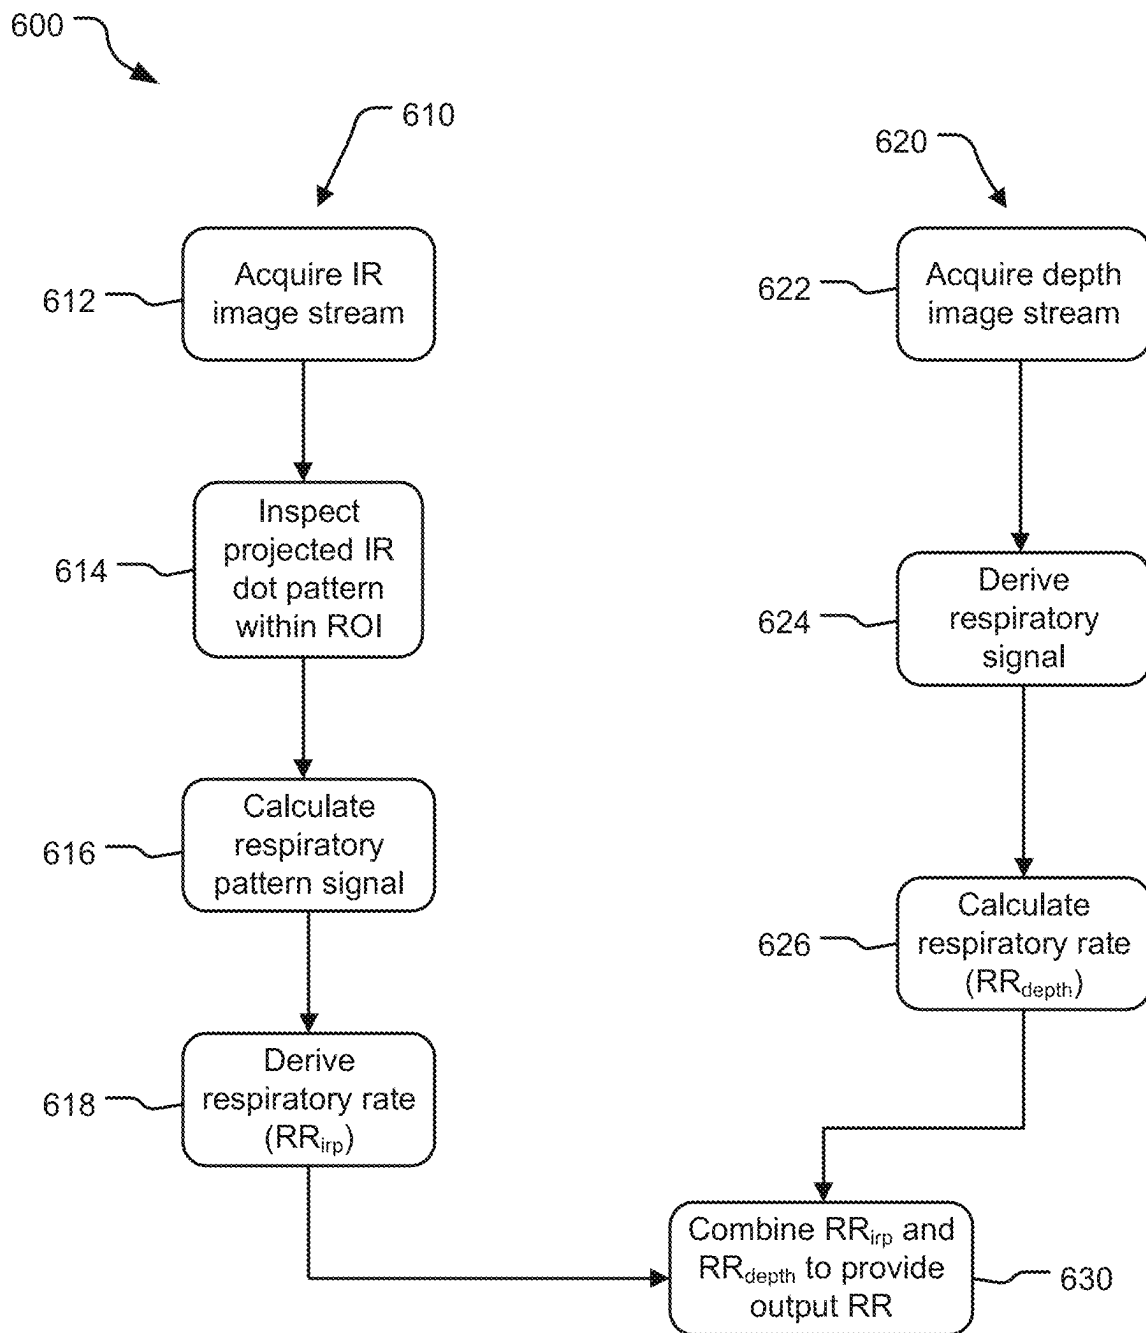 600
610
612
Acquire IR
image stream
614
Inspect
projected IR
dot pattern
within ROI
616
Calculate
respiratory
pattern signal
618
Derive
respiratory rate
(RRirp)
620
622
Acquire depth
image stream
624
Derive
respiratory
signal
626
Calculate
respiratory rate
(RRdepth)
Combine RRirp and
RRdepth to provide
output RR
630